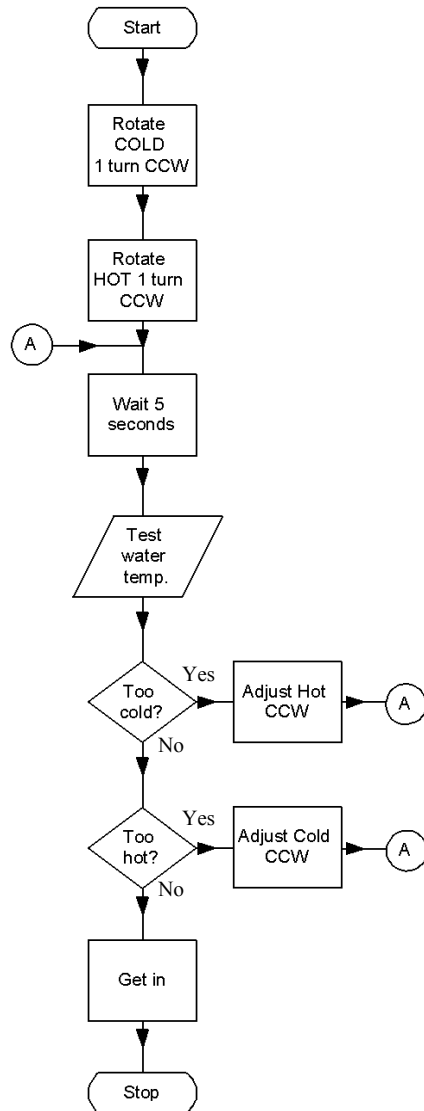 Start
Rotate
COLD
1 turn CCW
Rotate
HOT 1 turn
CCW
A
Wait 5
seconds
Test
water
temp.
Too
cold?
Yes
Adjust Hot
CCW
A
No
Too
hot?
Yes
Adjust Cold
CCW
A
No
Get in
Stop